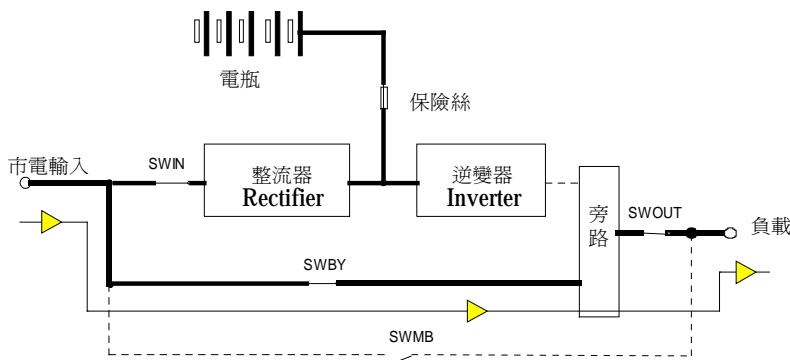 電瓶
保險絲
市電輸入
SWIN
整流器
Rectifier
逆變器
Inverter
旁
路
SWOUT
負載
SWBY
SWMB